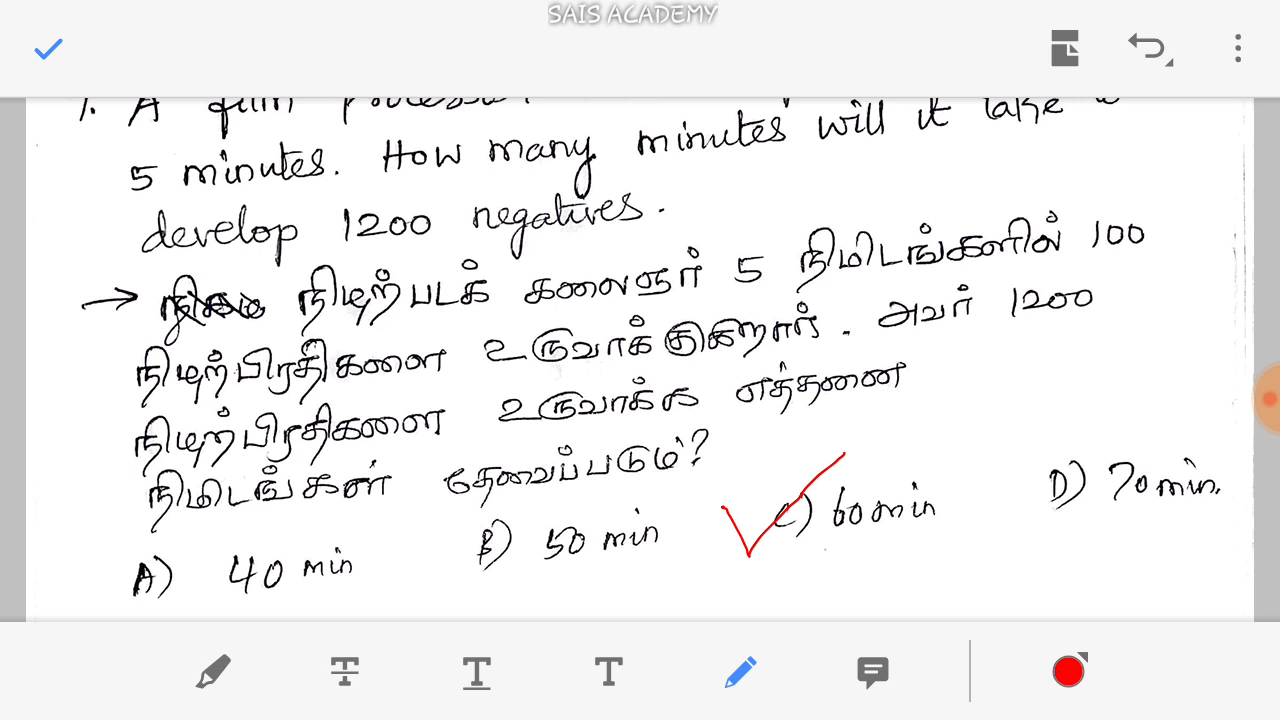 SAIS ACADEMY
1. A film
5 minutes. How many minutes will it take
develop 1200 negatives.
→ நிழற்படக் கலைஞர் 5 நிமிடங்களில் 100
நிழற்பிரதிகளை உருவாக்குகிறார். அவர் 1200
நிழற்பிரதிகளை உருவாக்க எத்தனை
நிமிடங்கள் தேவைப்படும்?
A) 40 min B) 50 min C) 60 min D) 70 min.